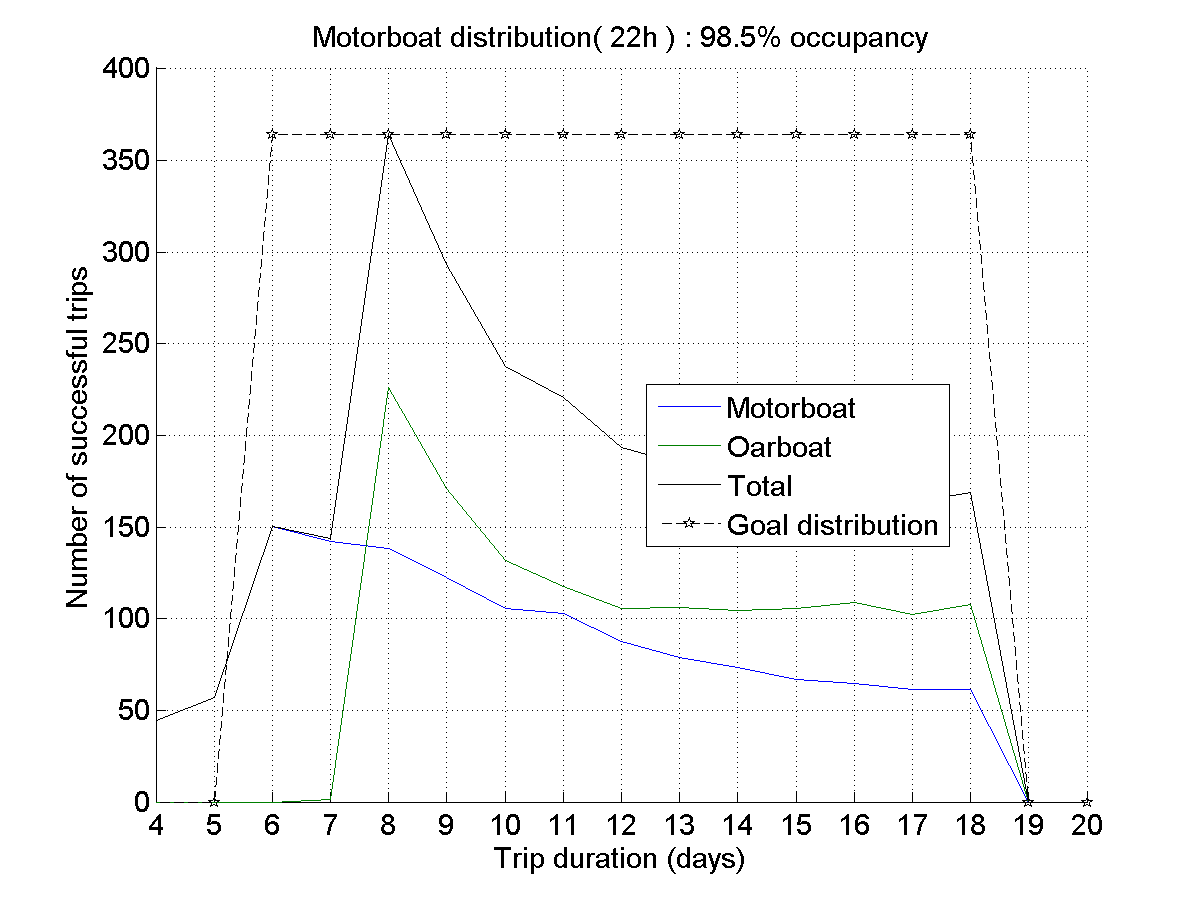 Motorboat distribution( 22h ) : 98.5% occupancy
400
350
300
250
200
150
100
50
0
Number of successful trips
Motorboat
Oarboat
Total
Goal distribution
4 5 6 7 8 9 10 11 12 13 14 15 16 17 18 19 20
Trip duration (days)